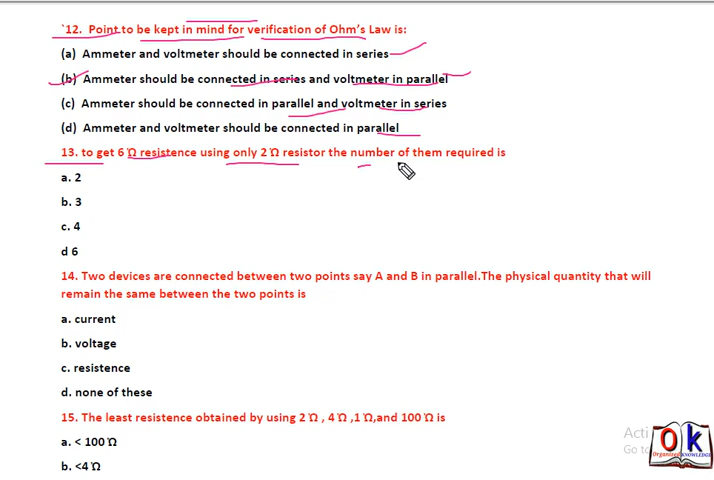 `12. Point to be kept in mind for verification of Ohm's Law is:
(a) Ammeter and voltmeter should be connected in series
(b) Ammeter should be connected in series and voltmeter in parallel
(c) Ammeter should be connected in parallel and voltmeter in series
(d) Ammeter and voltmeter should be connected in parallel
13. to get 6 Ώ resistence using only 2 Ώ resistor the number of them required is
a. 2
b. 3
c. 4
d 6
14. Two devices are connected between two points say A and B in parallel.The physical quantity that will
remain the same between the two points is
a. current
b. voltage
c. resistence
d. none of these
15. The least resistence obtained by using 2 Ώ , 4 Ώ ,1 Ώ,and 100 Ώ is
a. < 100 Ώ
Acti
Go to
Ok
Organized KNOWLEDGE
b. <4 Ώ